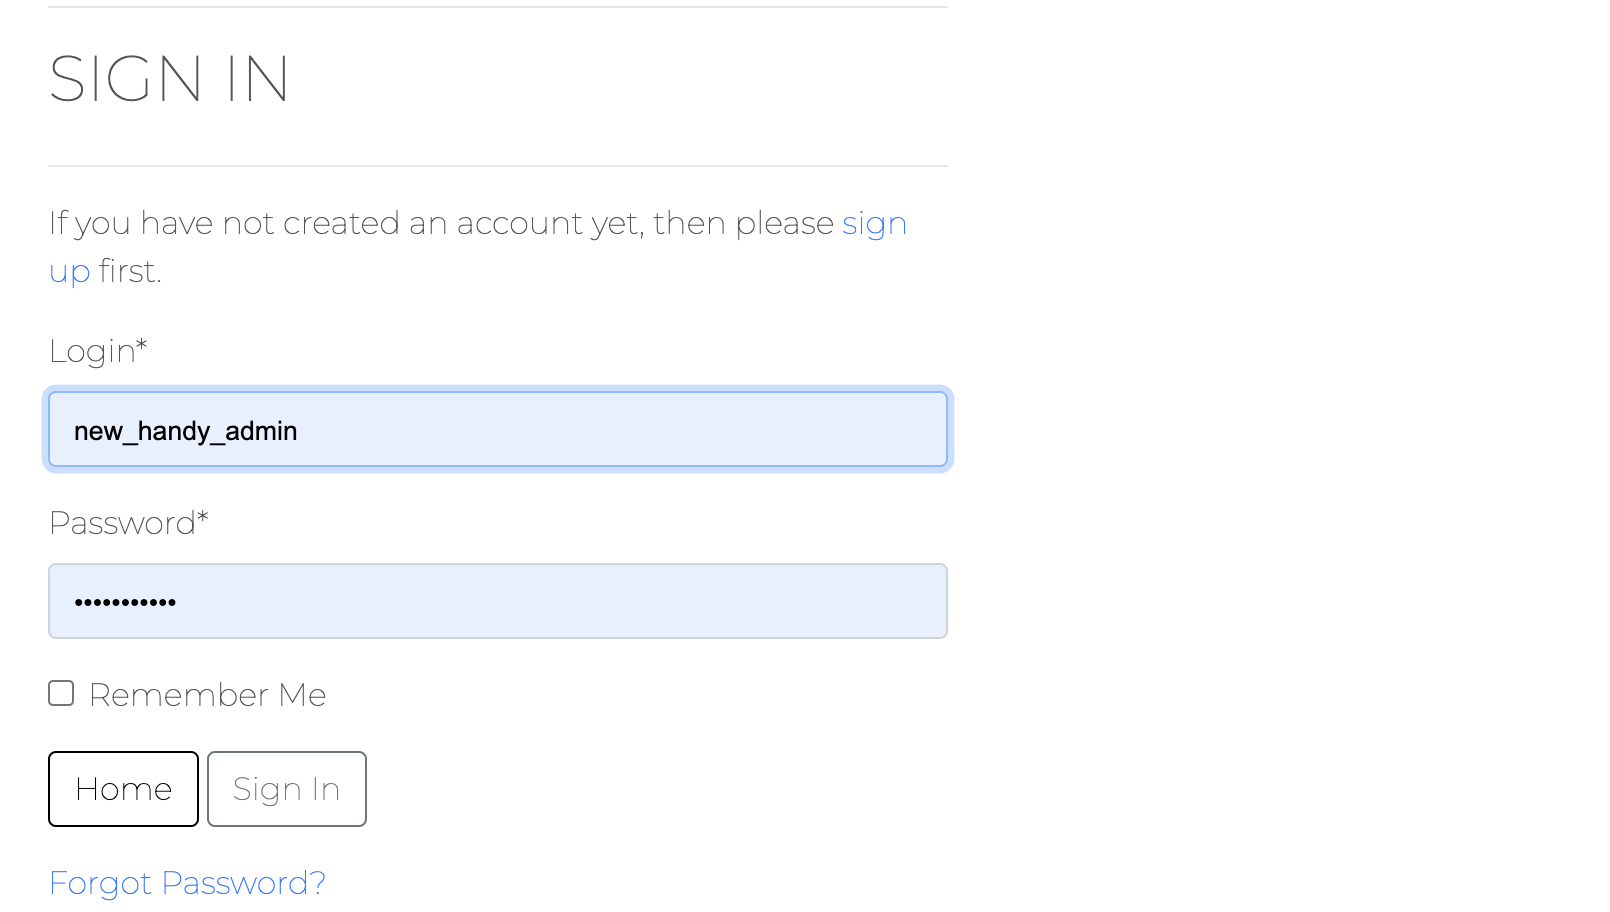 SIGN IN
If you have not created an account yet, then please sign
up first.
Login*
new_handy_admin
Password*
•••••••••••
Remember Me
Home
Sign In
Forgot Password?